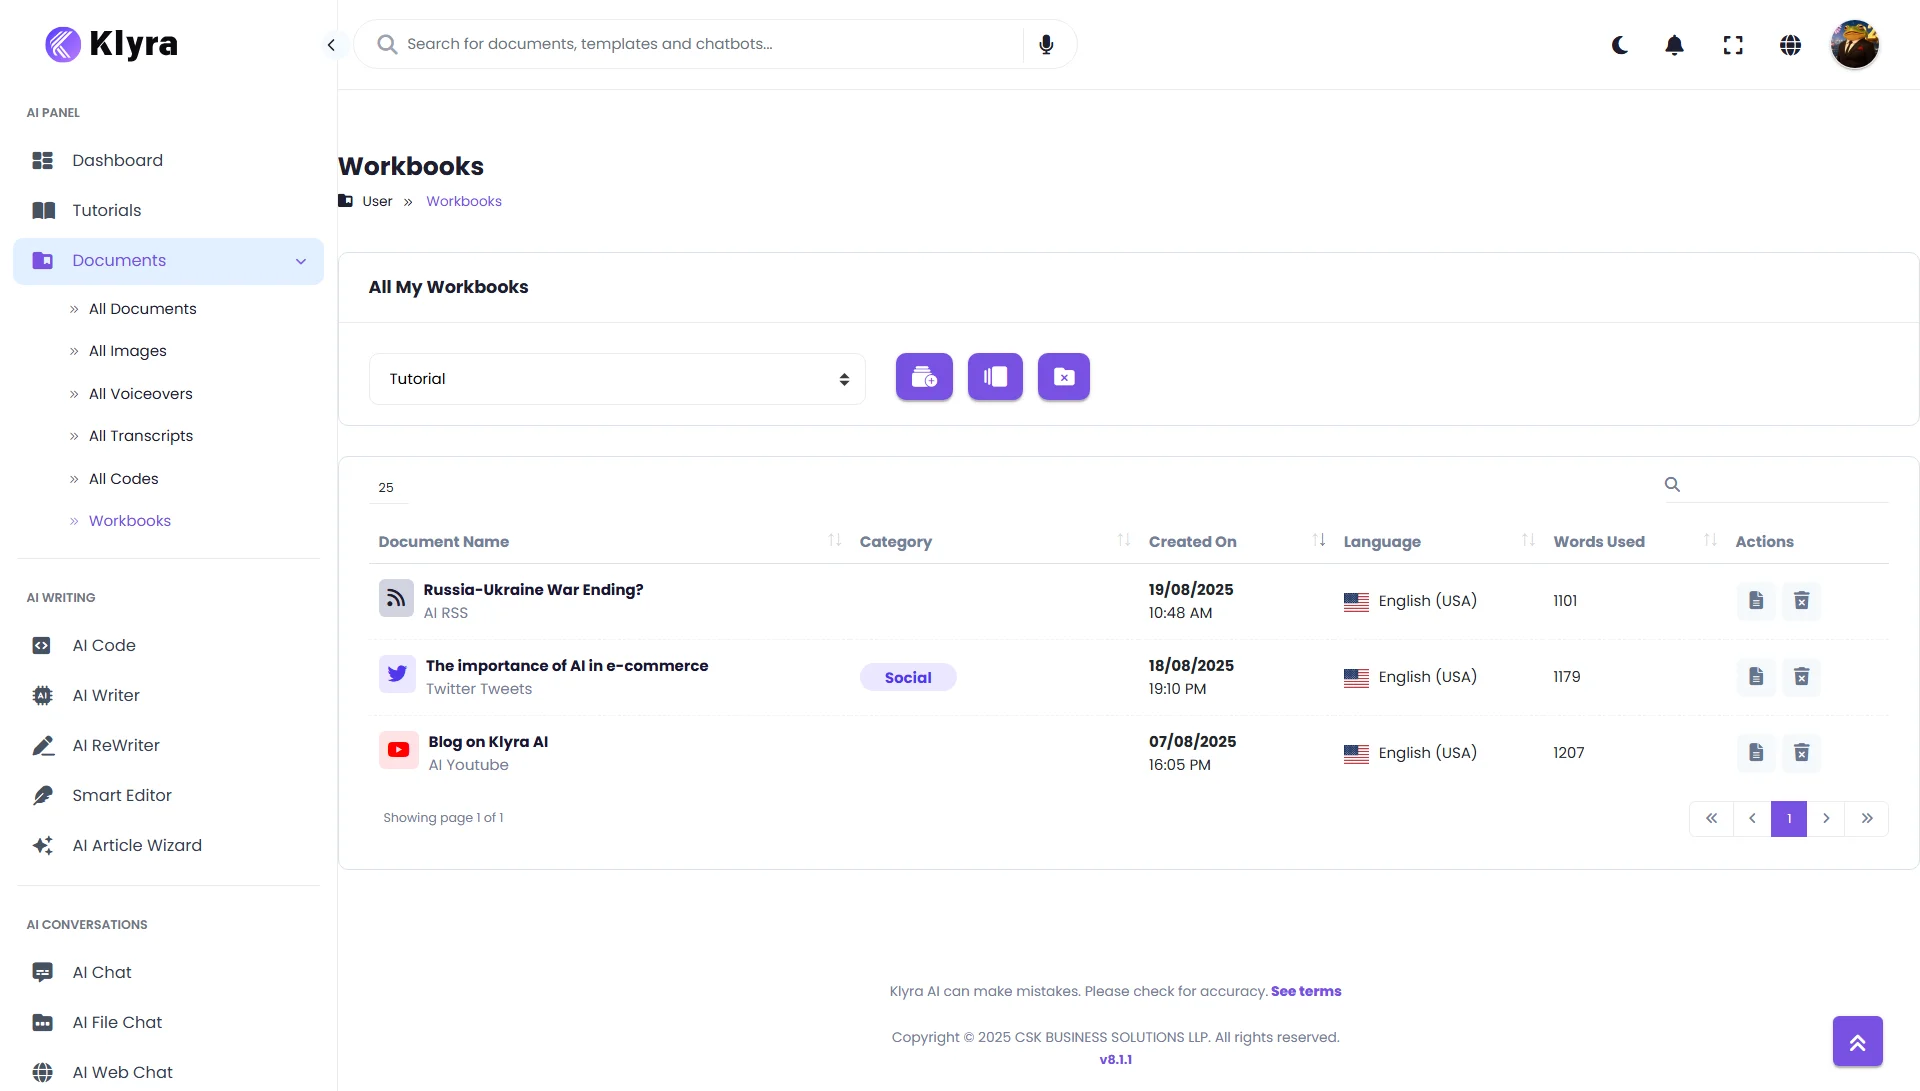 Klyra
Search for documents, templates and chatbots...
AI PANEL
Dashboard
Tutorials
Documents
All Documents
All Images
All Voiceovers
All Transcripts
All Codes
Workbooks
AI WRITING
AI Code
AI Writer
AI ReWriter
Smart Editor
AI Article Wizard
AI CONVERSATIONS
AI Chat
AI File Chat
AI Web Chat
Workbooks
User » Workbooks
All My Workbooks
Tutorial
25
Document Name Category Created On Language Words Used Actions
Russia-Ukraine War Ending?
AI RSS
19/08/2025
10:48 AM
English (USA)
1101
The importance of AI in e-commerce
Twitter Tweets
Social
18/08/2025
19:10 PM
English (USA)
1179
Blog on Klyra AI
AI Youtube
07/08/2025
16:05 PM
English (USA)
1207
Showing page 1 of 1
« ‹ 1 › »
Klyra AI can make mistakes. Please check for accuracy. See terms
Copyright © 2025 CSK BUSINESS SOLUTIONS LLP. All rights reserved.
v8.1.1